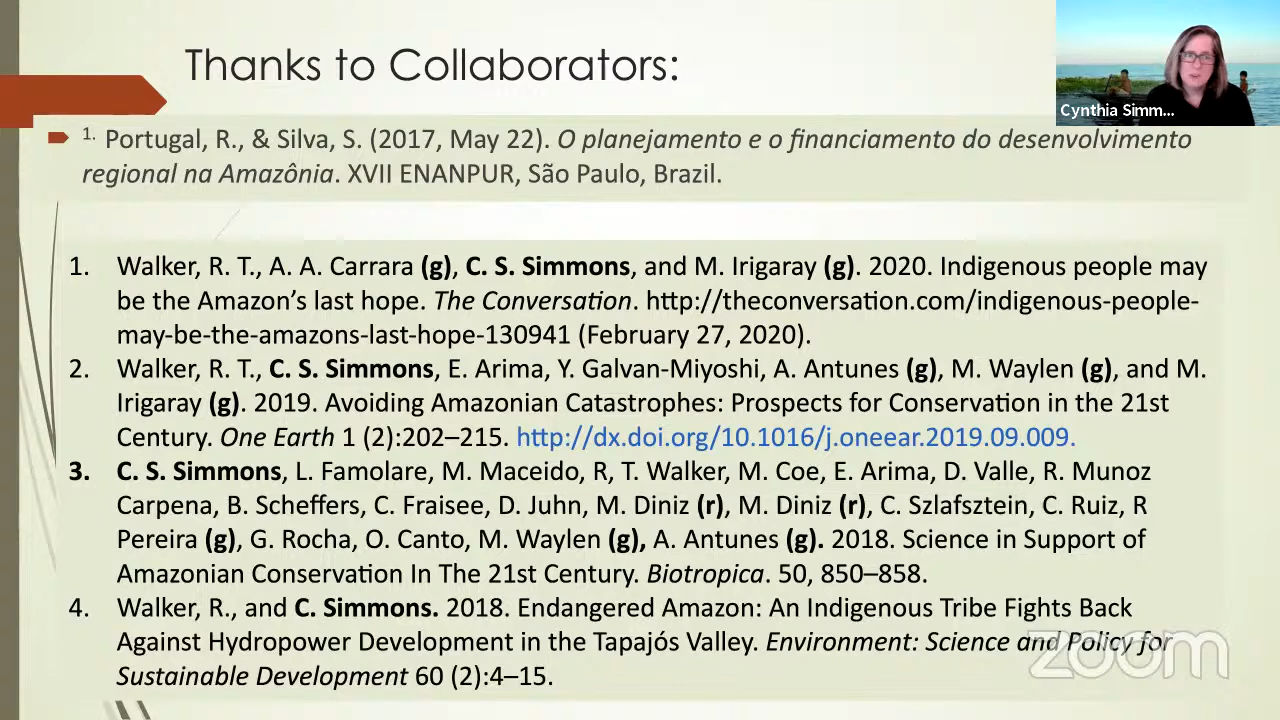 Thanks to Collaborators:
Cynthia Simm...
1. Portugal, R., & Silva, S. (2017, May 22). O planejamento e o financiamento do desenvolvimento
regional na Amazônia. XVII ENANPUR, São Paulo, Brazil.
1. Walker, R. T., A. A. Carrara (g), C. S. Simmons, and M. Irigaray (g). 2020. Indigenous people may
be the Amazon's last hope. The Conversation. http://theconversation.com/indigenous-people-
may-be-the-amazons-last-hope-130941 (February 27, 2020).
2. Walker, R. T., C. S. Simmons, E. Arima, Y. Galvan-Miyoshi, A. Antunes (g), M. Waylen (g), and M.
Irigaray (g). 2019. Avoiding Amazonian Catastrophes: Prospects for Conservation in the 21st
Century. One Earth 1 (2):202–215. http://dx.doi.org/10.1016/j.oneear.2019.09.009.
3. C. S. Simmons, L. Famolare, M. Maceido, R, T. Walker, M. Coe, E. Arima, D. Valle, R. Munoz
Carpena, B. Scheffers, C. Fraisee, D. Juhn, M. Diniz (r), M. Diniz (r), C. Szlafsztein, C. Ruiz, R
Pereira (g), G. Rocha, O. Canto, M. Waylen (g), A. Antunes (g). 2018. Science in Support of
Amazonian Conservation In The 21st Century. Biotropica. 50, 850–858.
4. Walker, R., and C. Simmons. 2018. Endangered Amazon: An Indigenous Tribe Fights Back
Against Hydropower Development in the Tapajós Valley. Environment: Science and Policy for
Sustainable Development 60 (2):4–15.
zoom